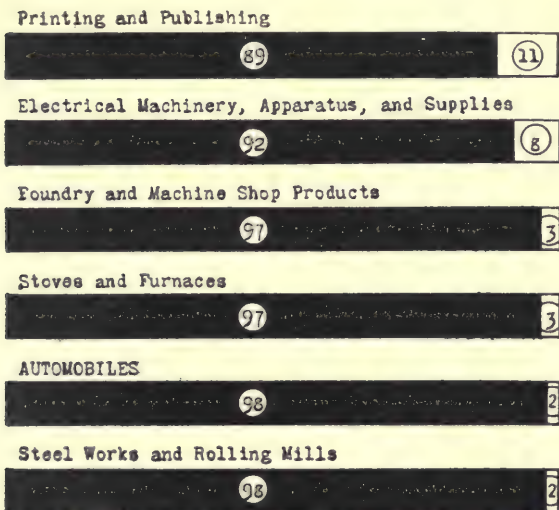 Printing and Publishing
89 11
Electrical Machinery, Apparatus, and Supplies
92 8
Foundry and Machine Shop Products
97 3
Stoves and Furnaces
97 3
AUTOMOBILES
98 2
Steel Works and Rolling Mills
98 2